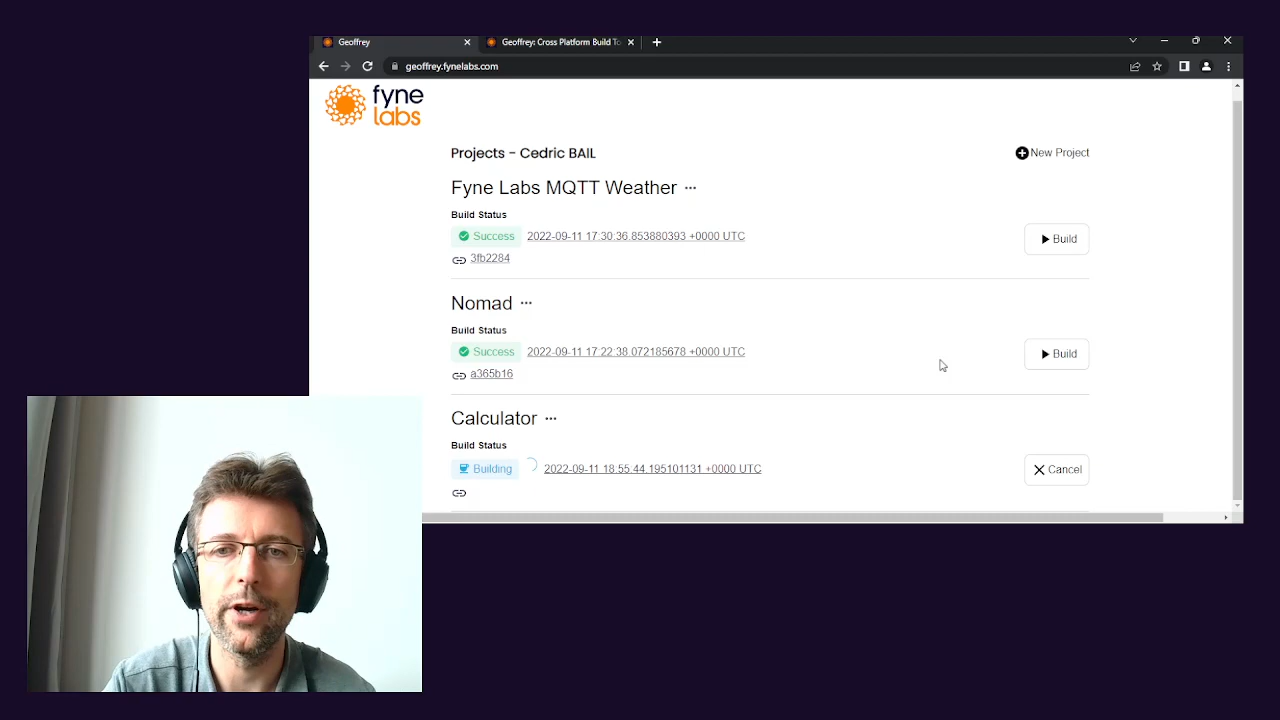 Geoffrey
Geoffrey: Cross Platform Build To
geoffrey.fynelabs.com
fyne
labs
Projects - Cedric BAIL
New Project
Fyne Labs MQTT Weather ...
Build Status
Success 2022-09-11 17:30:36.853880393 +0000 UTC
Build
3fb2284
Nomad ...
Build Status
Success 2022-09-11 17:22:38.072185678 +0000 UTC
Build
a365b16
Calculator ...
Build Status
Building 2022-09-11 18:55:44.195101131 +0000 UTC
Cancel